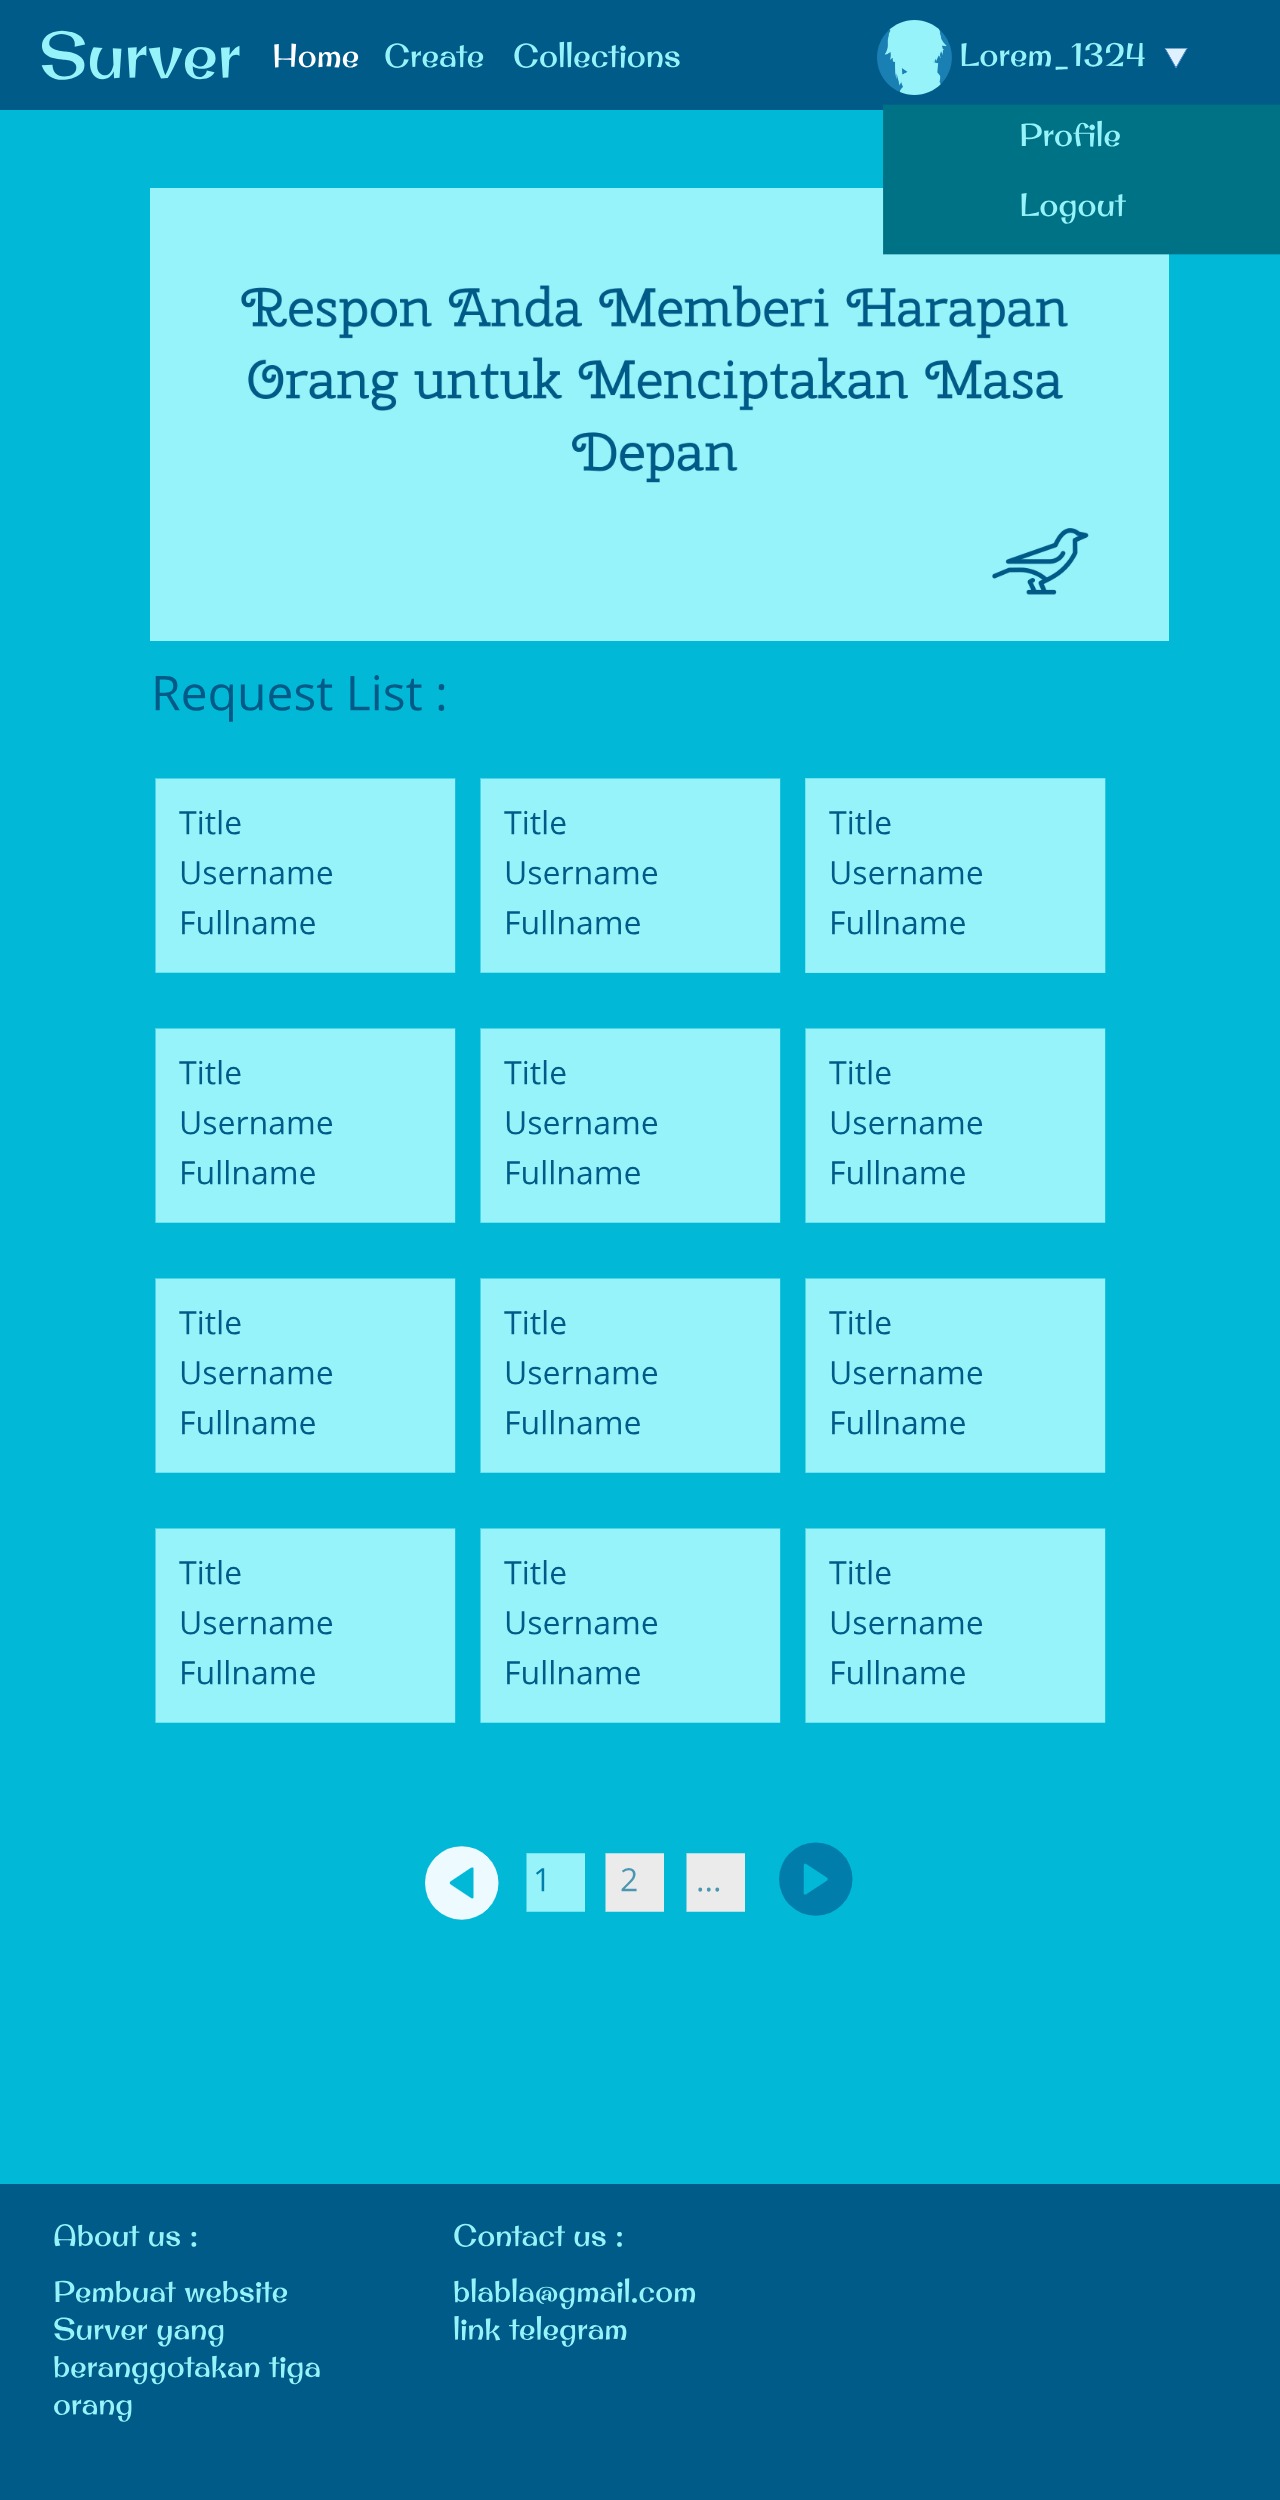 Surver Home Create Collections Lorem_1324
Profile
Logout
Respon Anda Memberi Harapan
Orang untuk Menciptakan Masa
Depan
Request List :
Title
Username
Fullname
Title
Username
Fullname
Title
Username
Fullname
Title
Username
Fullname
Title
Username
Fullname
Title
Username
Fullname
Title
Username
Fullname
Title
Username
Fullname
Title
Username
Fullname
Title
Username
Fullname
Title
Username
Fullname
Title
Username
Fullname
1 2 ...
About us :
Pembuat website
Surver yang
beranggotakan tiga
orang
Contact us :
blabla@gmail.com
link telegram